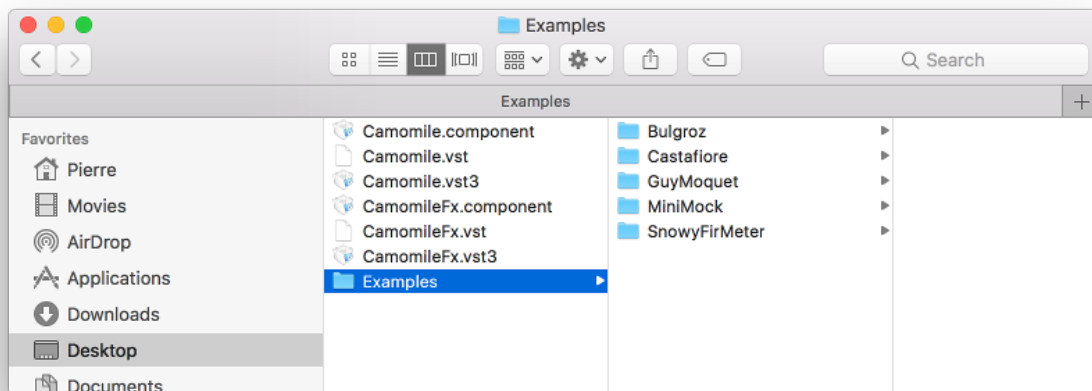 Examples
Search
Examples
Favorites
Pierre
Movies
AirDrop
Applications
Downloads
Desktop
Documents
Camomile.component
Camomile.vst
Camomile.vst3
CamomileFx.component
CamomileFx.vst
CamomileFx.vst3
Examples
Bulgroz
Castafiore
GuyMoquet
MiniMock
SnowyFirMeter